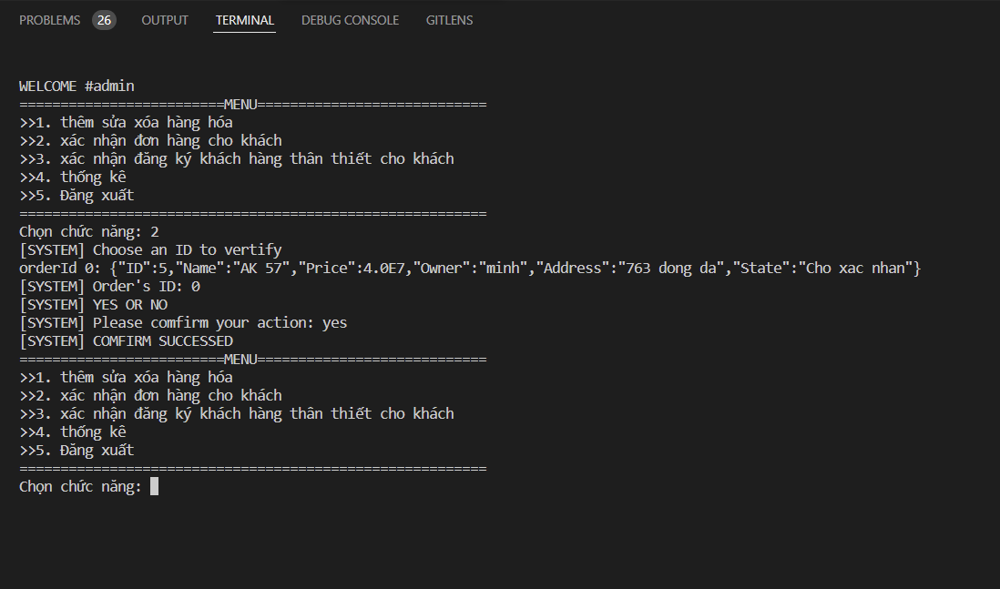 PROBLEMS 26 OUTPUT TERMINAL DEBUG CONSOLE GITLENS
WELCOME #admin
=========================MENU============================
>>1. thêm sửa xóa hàng hóa
>>2. xác nhận đơn hàng cho khách
>>3. xác nhận đăng ký khách hàng thân thiết cho khách
>>4. thống kê
>>5. Đăng xuất
=========================================================
Chọn chức năng: 2
[SYSTEM] Choose an ID to vertify
orderId 0: {"ID":5,"Name":"AK 57","Price":4.0E7,"Owner":"minh","Address":"763 dong da","State":"Cho xac nhan"}
[SYSTEM] Order's ID: 0
[SYSTEM] YES OR NO
[SYSTEM] Please comfirm your action: yes
[SYSTEM] COMFIRM SUCCESSED
=========================MENU============================
>>1. thêm sửa xóa hàng hóa
>>2. xác nhận đơn hàng cho khách
>>3. xác nhận đăng ký khách hàng thân thiết cho khách
>>4. thống kê
>>5. Đăng xuất
=========================================================
Chọn chức năng: